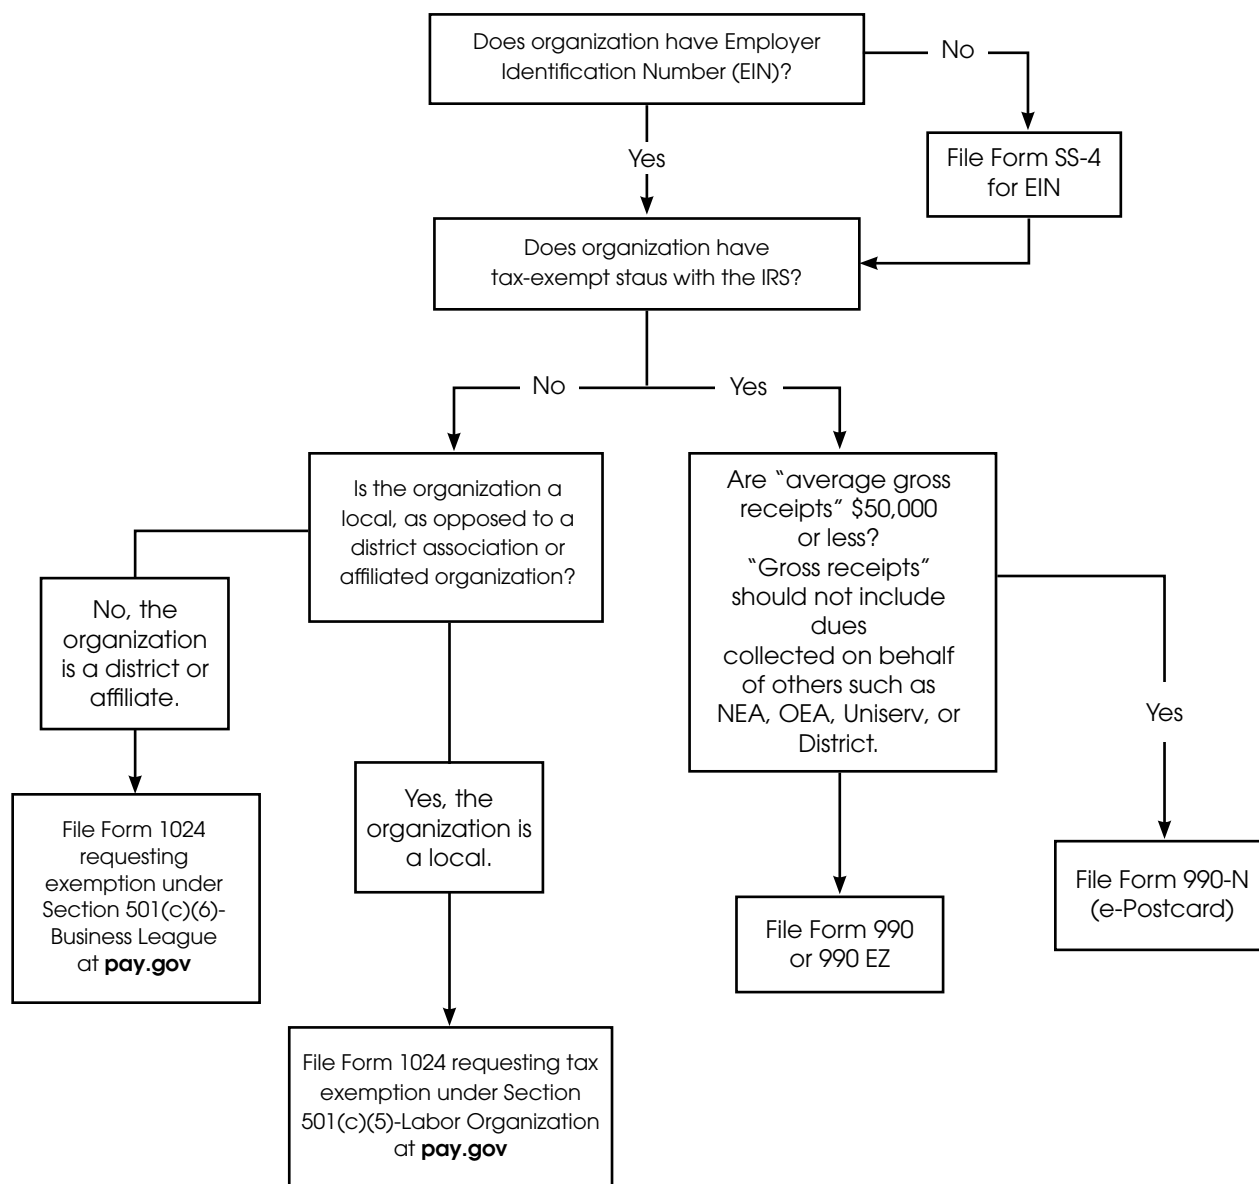 Does organization have Employer
Identification Number (EIN)?
No
Yes
File Form SS-4
for EIN
Does organization have
tax-exempt staus with the IRS?
No
Yes
Is the organization a
local, as opposed to a
district association or
affiliated organization?
Are “average gross
receipts” $50,000
or less?
“Gross receipts”
should not include
dues
collected on behalf
of others such as
NEA, OEA, Uniserv, or
District.
No, the
organization
is a district or
affiliate.
Yes
Yes, the
organization is
a local.
File Form 1024
requesting
exemption under
Section 501(c)(6)-
Business League
at pay.gov
File Form 990-N
(e-Postcard)
File Form 990
or 990 EZ
File Form 1024 requesting tax
exemption under Section
501(c)(5)-Labor Organization
at pay.gov